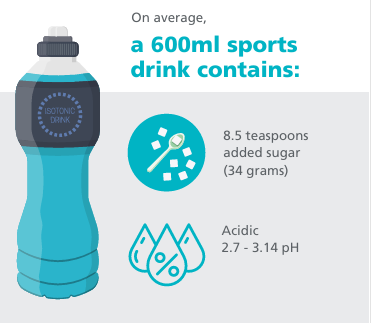 On average,
a 600ml sports
drink contains:
ISOTONIC
DRINK
8.5 teaspoons
added sugar
(34 grams)
Acidic
2.7 - 3.14 pH